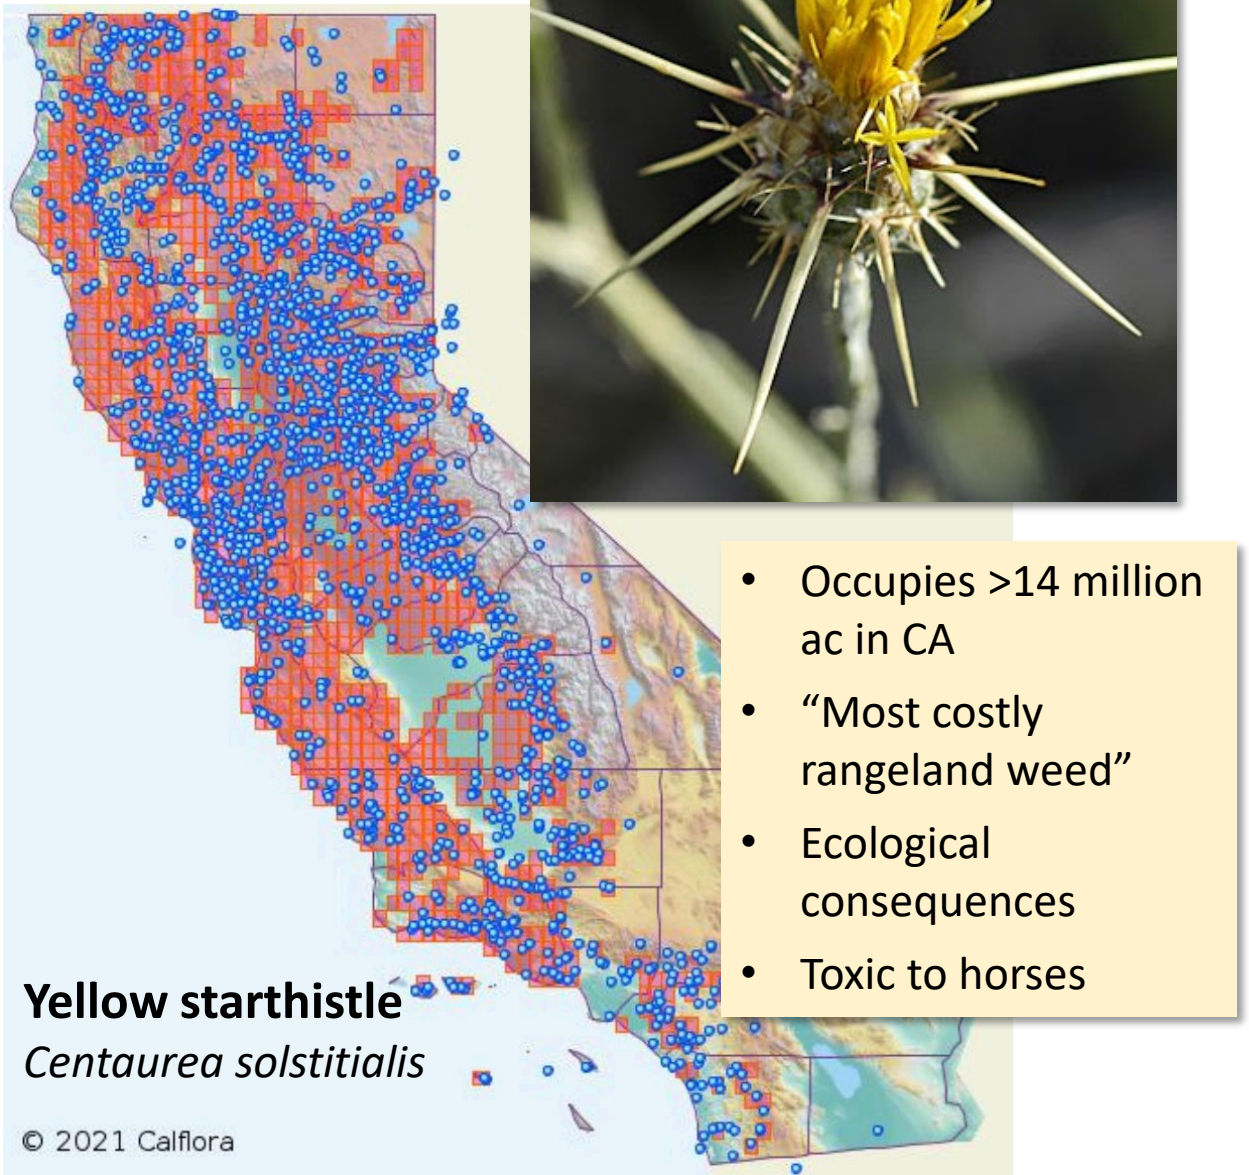 • Occupies >14 million
ac in CA
• “Most costly
rangeland weed”
• Ecological
consequences
• Toxic to horses
Yellow starthistle
Centaurea solstitialis
© 2021 Calflora